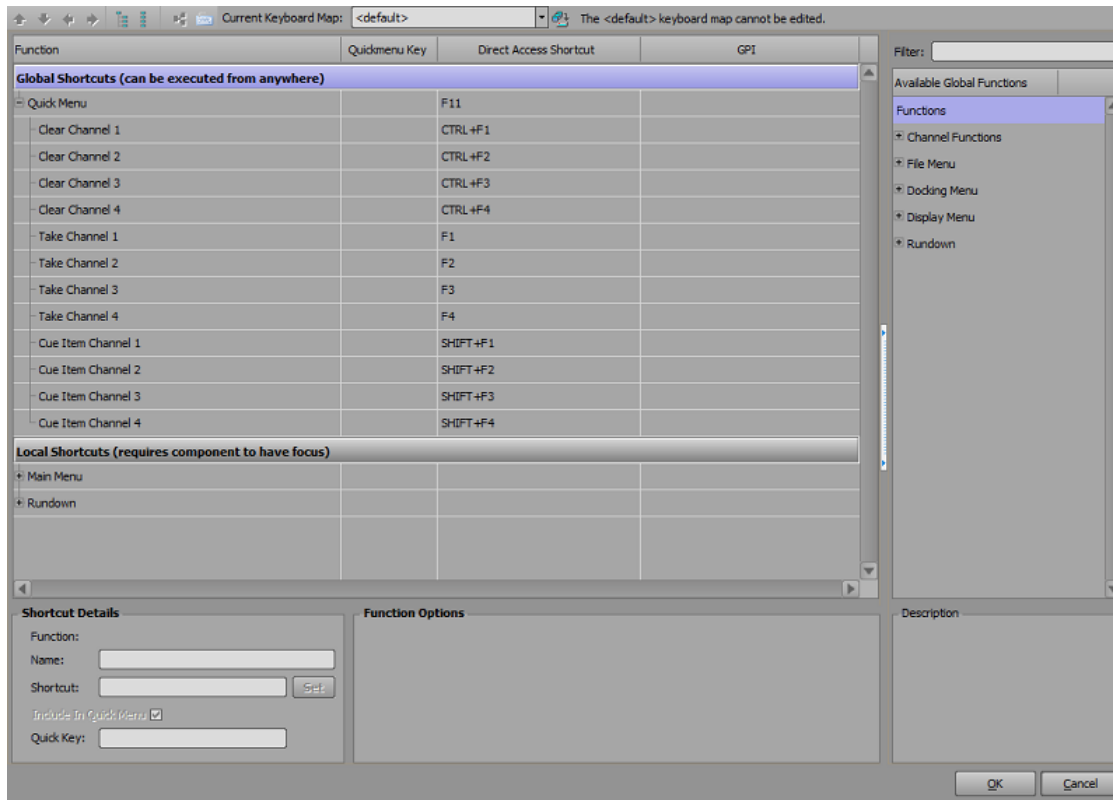 Current Keyboard Map: <default> The <default> keyboard map cannot be edited.
Function Quickmenu Key Direct Access Shortcut GPI
Global Shortcuts (can be executed from anywhere)
Quick Menu F11
Clear Channel 1 CTRL+F1
Clear Channel 2 CTRL+F2
Clear Channel 3 CTRL+F3
Clear Channel 4 CTRL+F4
Take Channel 1 F1
Take Channel 2 F2
Take Channel 3 F3
Take Channel 4 F4
Cue Item Channel 1 SHIFT+F1
Cue Item Channel 2 SHIFT+F2
Cue Item Channel 3 SHIFT+F3
Cue Item Channel 4 SHIFT+F4
Local Shortcuts (requires component to have focus)
Main Menu
Rundown
Filter:
Available Global Functions
Functions
Channel Functions
File Menu
Docking Menu
Display Menu
Rundown
Shortcut Details
Function:
Name:
Shortcut: Set
Include In Quick Menu
Quick Key:
Function Options
Description
OK Cancel